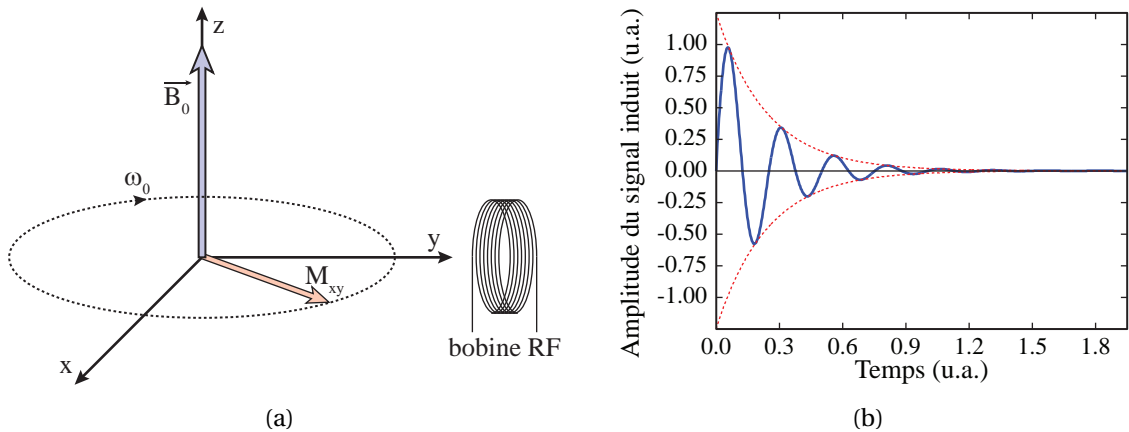 z
B₀
ω₀
y
Mxy
x
bobine RF
(a)
Amplitude du signal induit (u.a.)
1.00
0.75
0.50
0.25
0.00
-0.25
-0.50
-0.75
-1.00
0.0 0.3 0.6 0.9 1.2 1.5 1.8
Temps (u.a.)
(b)